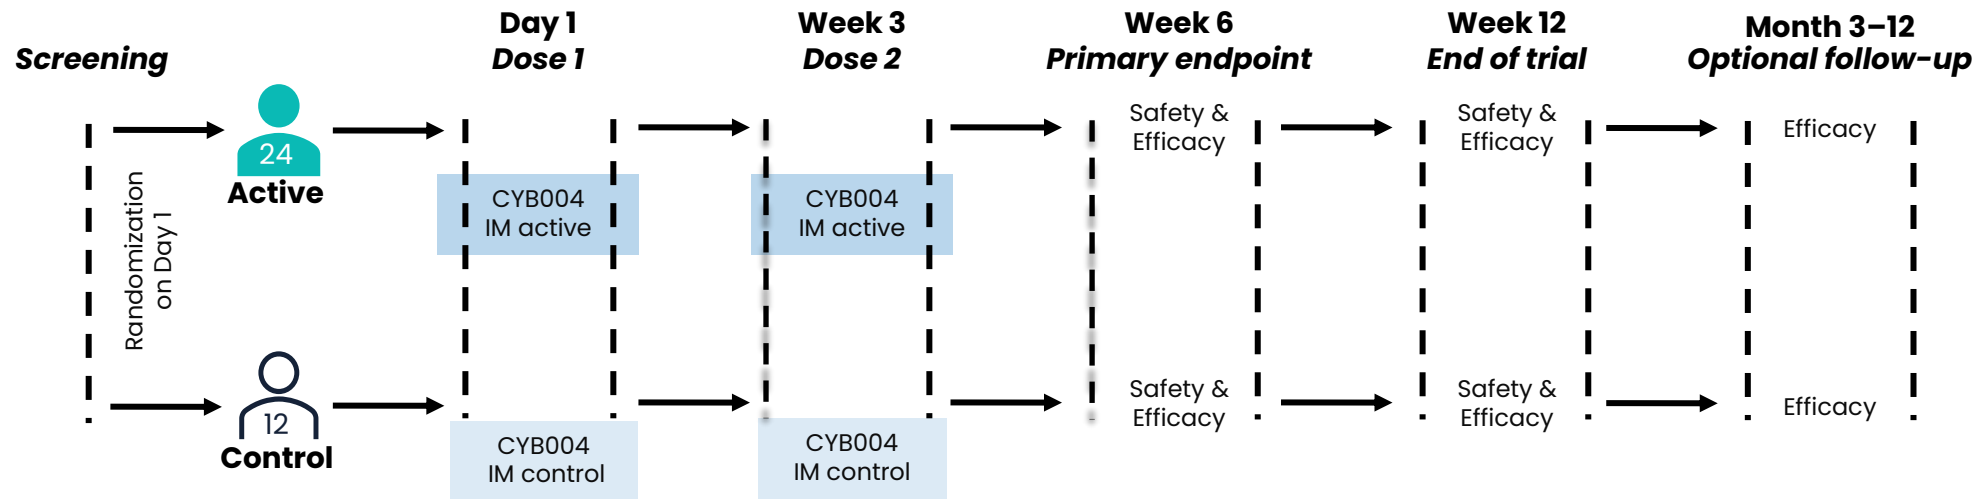 Screening
Day 1
Dose 1
Week 3
Dose 2
Week 6
Primary endpoint
Week 12
End of trial
Month 3–12
Optional follow-up
Randomization
on Day 1
24
Active
CYB004
IM active
CYB004
IM active
Safety &
Efficacy
Safety &
Efficacy
Efficacy
12
Control
CYB004
IM control
CYB004
IM control
Safety &
Efficacy
Safety &
Efficacy
Efficacy